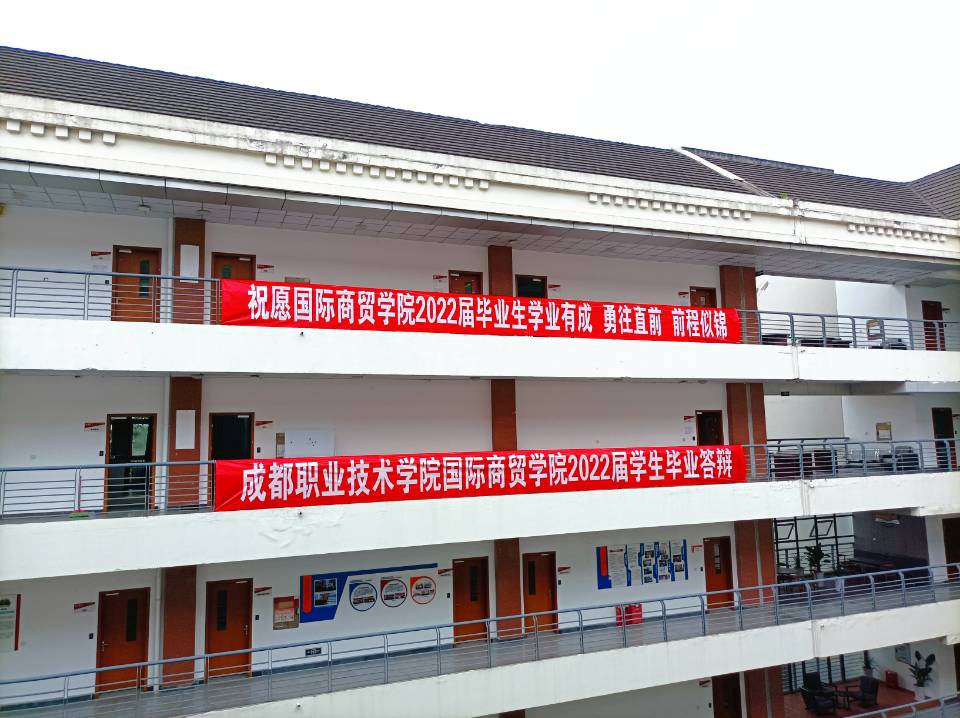 祝愿国际商贸学院2022届毕业生学业有成 勇往直前 前程似锦
成都职业技术学院国际商贸学院2022届学生毕业答辩